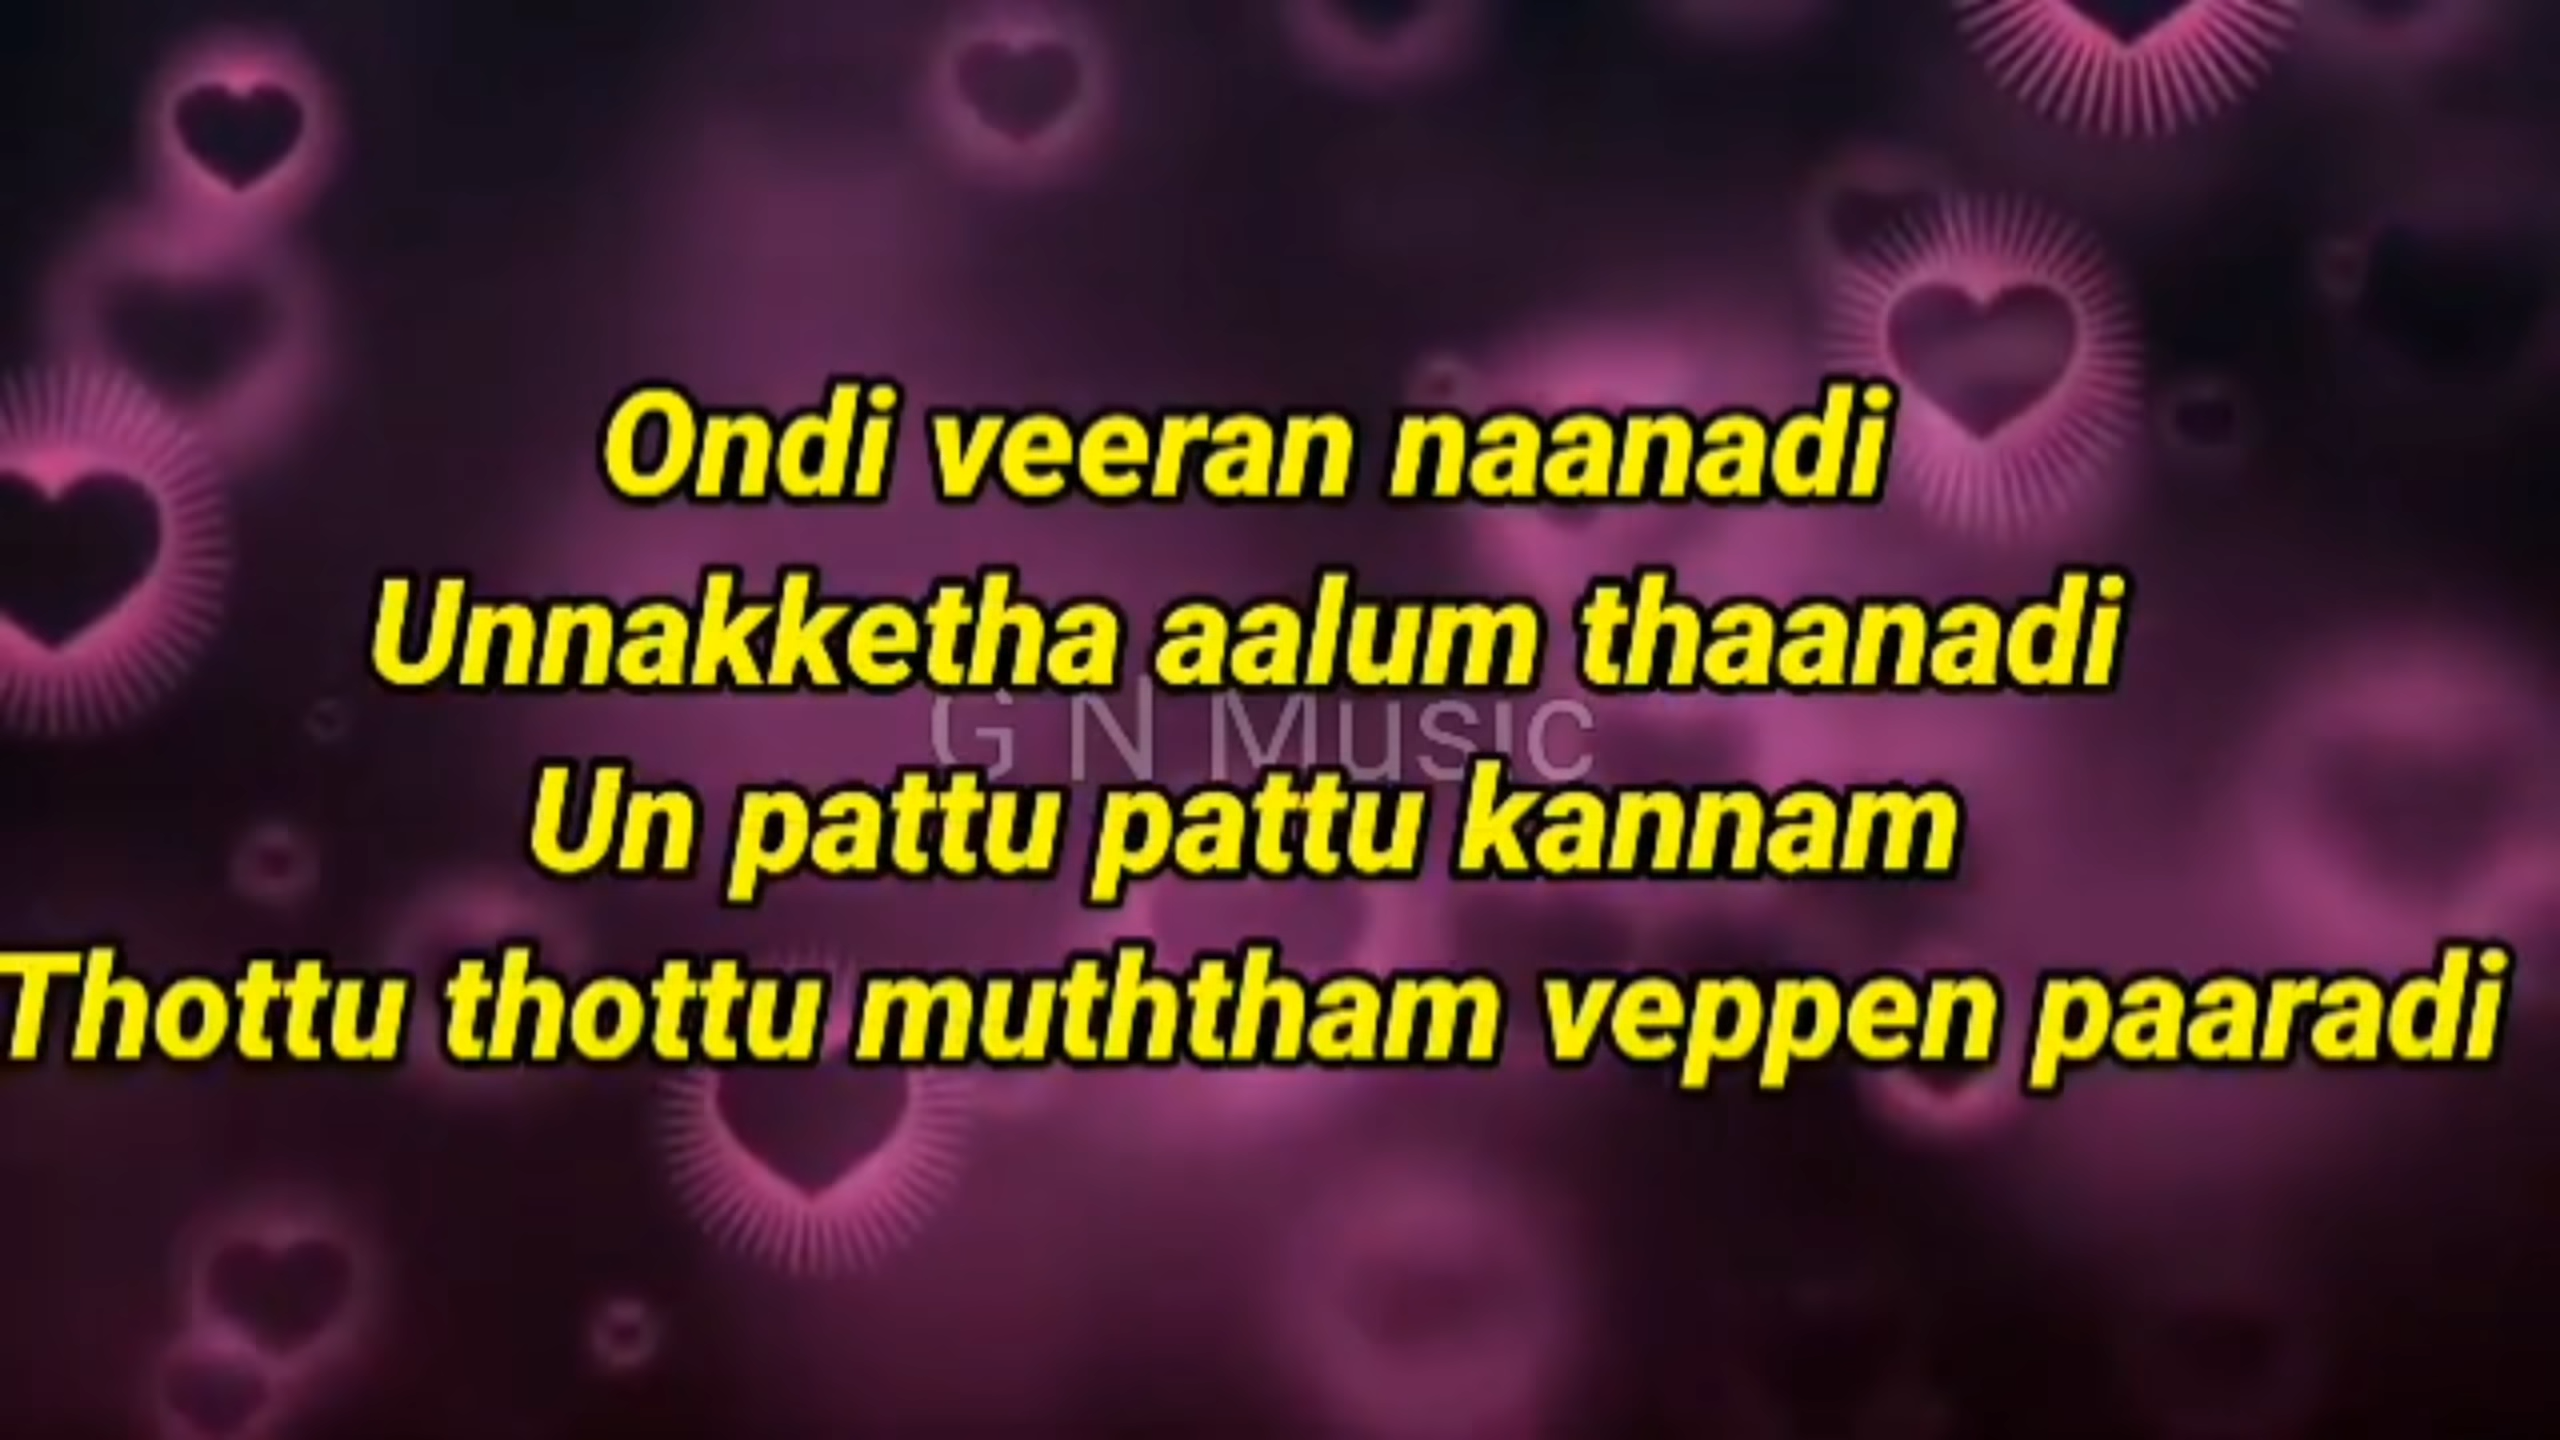 Ondi veeran naanadi
Unnakketha aalum thaanadi
G N Music
Un pattu pattu kannam
Thottu thottu muththam veppen paaradi